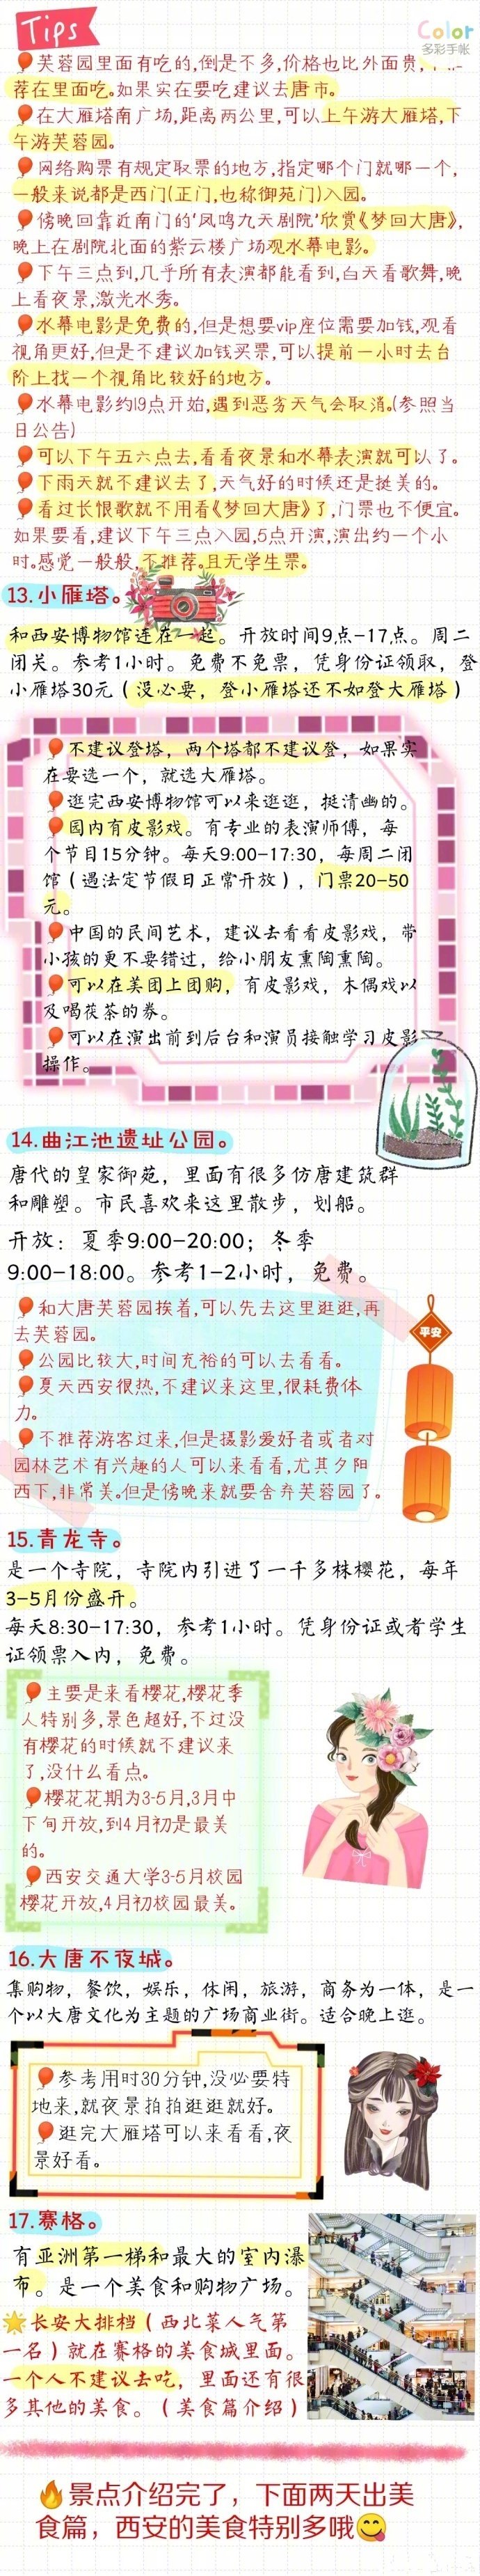 Tips
Color
多彩手帐
芙蓉园里面有吃的,倒是不多,价格也比外面贵,
荐在里面吃。如果实在要吃建议去唐市。
在大雁塔南广场,距离两公里,可以上午游大雁塔,下
午游芙蓉园。
网络购票有规定取票的地方,指定哪个门就哪一个,
一般来说都是西门(正门,也称御苑门)入园。
傍晚回靠近南门的‘凤鸣九天剧院’欣赏《梦回大唐》,
晚上在剧院北面的紫云楼广场观水幕电影。
下午三点到,几乎所有表演都能看到,白天看歌舞,晚
上看夜景,激光水秀。
水幕电影是免费的,但是想要vip座位需要加钱,观看
视角更好,但是不建议加钱买票,可以提前一小时去台
阶上找一个视角比较好的地方。
水幕电影约19点开始,遇到恶劣天气会取消。(参照当
日公告)
可以下午五六点去,看看夜景和水幕表演就可以了。
下雨天就不建议去了,天气好的时候还是挺美的。
看过长恨歌就不用看《梦回大唐》了,门票也不便宜。
如果要看,建议下午三点入园,5点开演,演出约一个小
时。感觉一般般,不推荐。且无学生票。
13.小雁塔。
和西安博物馆连在一起。开放时间9点-17点。周二
闭关。参考1小时。免费不免票,凭身份证领取,登
小雁塔30元(没必要,登小雁塔还不如登大雁塔)
不建议登塔,两个塔都不建议登,如果实
在要选一个,就选大雁塔。
逛完西安博物馆可以来逛逛,挺清幽的。
园内有皮影戏。有专业的表演师傅,每
个节目15分钟。每天9:00-17:30,每周二闭
馆(遇法定节假日正常开放),门票20-50
元。
中国的民间艺术,建议去看看皮影戏,带
小孩的更不要错过,给小朋友熏陶熏陶。
可以在美团上团购,有皮影戏,木偶戏以
及喝茯茶的券。
可以在演出前到后台和演员接触学习皮影
操作。
14.曲江池遗址公园。
唐代的皇家御苑,里面有很多仿唐建筑群
和雕塑。市民喜欢来这里散步,划船。
开放:夏季9:00-20:00;冬季
9:00-18:00。参考1-2小时,免费。
和大唐芙蓉园挨着,可以先去这里逛逛,再
去芙蓉园。
公园比较大,时间充裕的可以去看看。
夏天西安很热,不建议来这里,很耗费体
力。
不推荐游客过来,但是摄影爱好者或者对
园林艺术有兴趣的人可以来看看,尤其夕阳
西下,非常美。但是傍晚来就要舍弃芙蓉园了。
平安
15.青龙寺。
是一个寺院,寺院内引进了一千多株樱花,每年
3-5月份盛开。
每天8:30-17:30,参考1小时。凭身份证或者学生
证领票入内,免费。
主要是来看樱花,樱花季
人特别多,景色超好,不过没
有樱花的时候就不建议来
了,没什么看点。
樱花花期为3-5月,3月中
下旬开放,到4月初是最美
的。
西安交通大学3-5月校园
樱花开放,4月初校园最美。
16.大唐不夜城。
集购物,餐饮,娱乐,休闲,旅游,商务为一体,是一
个以大唐文化为主题的广场商业街。适合晚上逛。
参考用时30分钟,没必要特
地来,就夜景拍拍逛逛就好。
逛完大雁塔可以来看看,夜
景好看。
17.赛格。
有亚洲第一梯和最大的室内瀑
布。是一个美食和购物广场。
长安大排档(西北菜人气第
一名)就在赛格的美食城里面。
一个人不建议去吃,里面还有很
多其他的美食。(美食篇介绍)
景点介绍完了,下面两天出美
食篇,西安的美食特别多哦